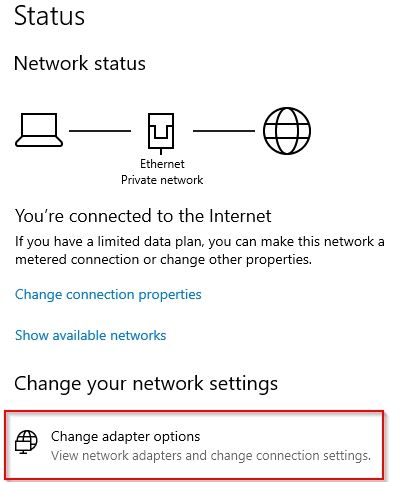 Status
Network status
Ethernet
Private network
You’re connected to the Internet
If you have a limited data plan, you can make this network a
metered connection or change other properties.
Change connection properties
Show available networks
Change your network settings
Change adapter options
View network adapters and change connection settings.